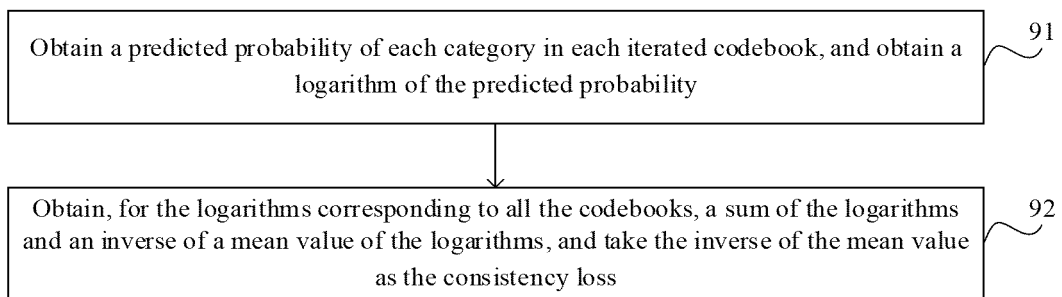 Obtain a predicted probability of each category in each iterated codebook, and obtain a
logarithm of the predicted probability
91
Obtain, for the logarithms corresponding to all the codebooks, a sum of the logarithms
and an inverse of a mean value of the logarithms, and take the inverse of the mean value
as the consistency loss
92